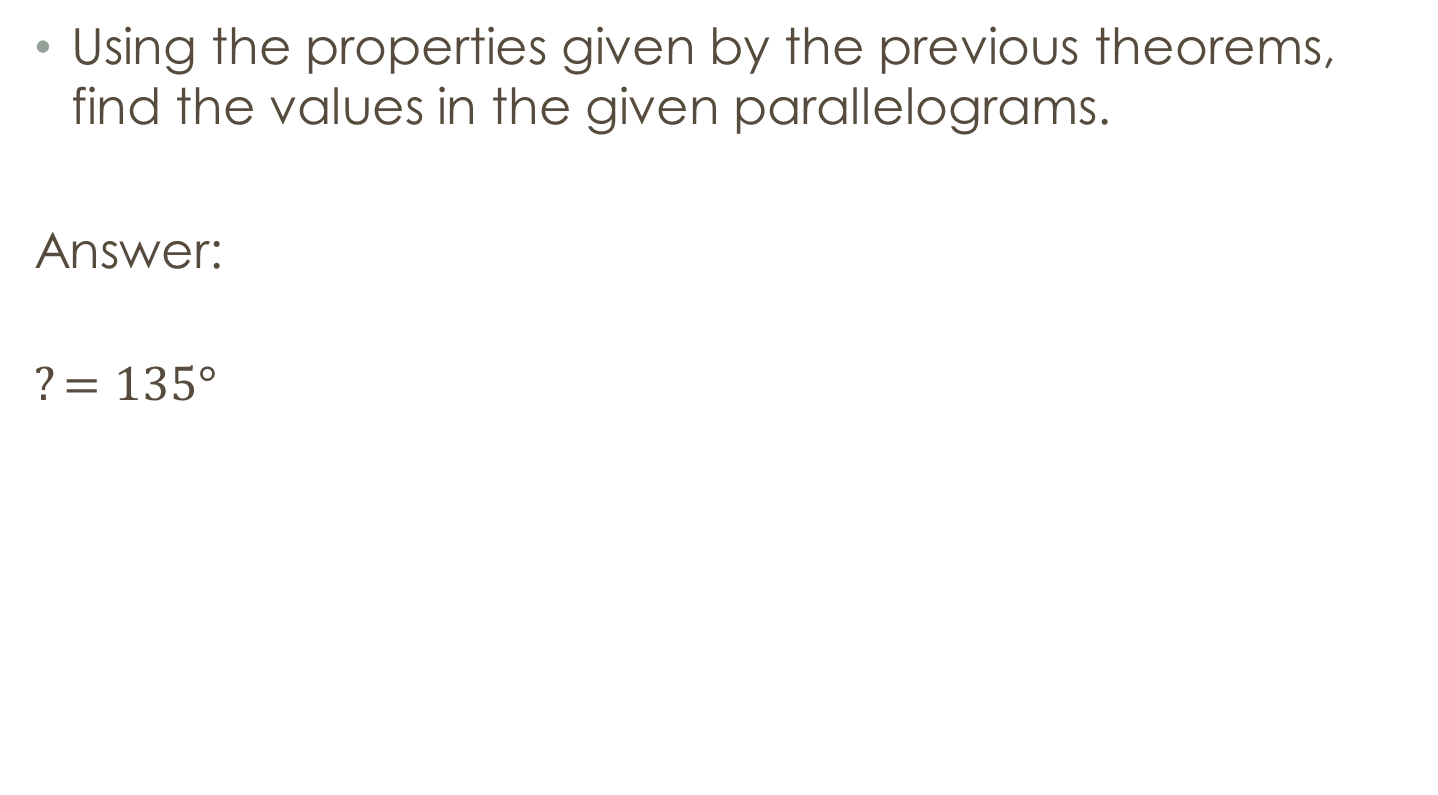 • Using the properties given by the previous theorems,
find the values in the given parallelograms.
Answer:
? = 135°